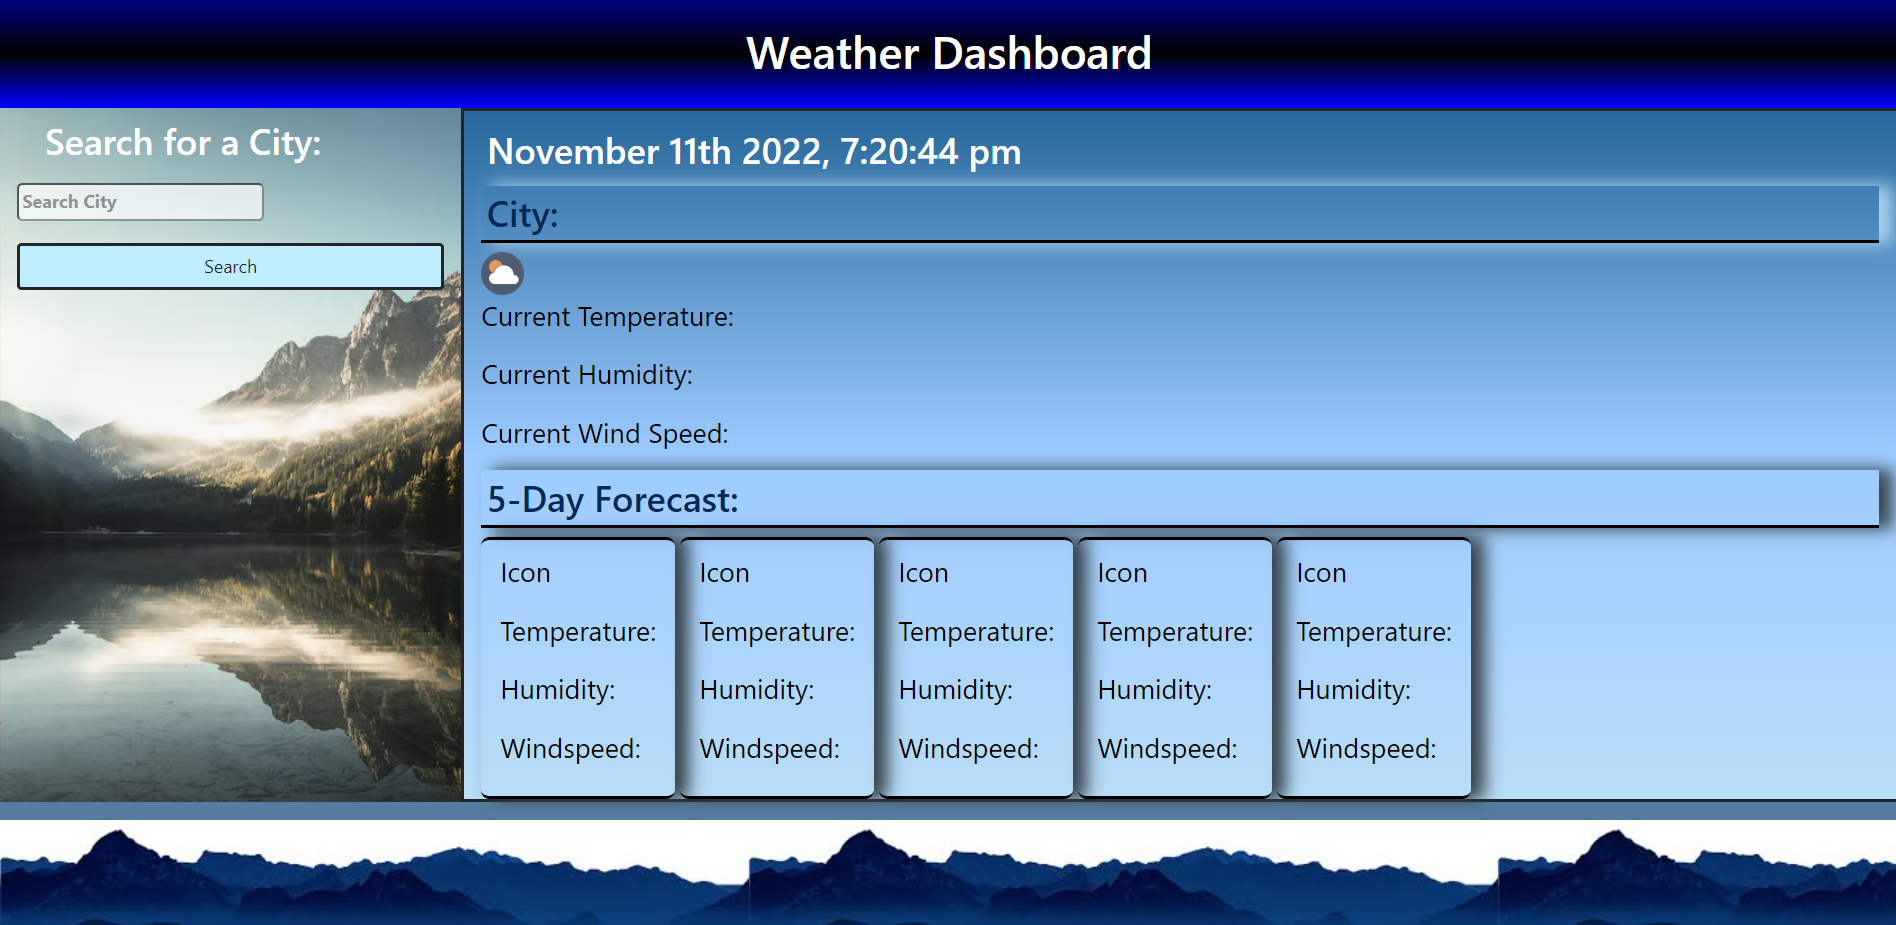 Weather Dashboard
Search for a City:
Search City
Search
November 11th 2022, 7:20:44 pm
City:
Current Temperature:
Current Humidity:
Current Wind Speed:
5-Day Forecast:
Icon
Temperature:
Humidity:
Windspeed:
Icon
Temperature:
Humidity:
Windspeed:
Icon
Temperature:
Humidity:
Windspeed:
Icon
Temperature:
Humidity:
Windspeed:
Icon
Temperature:
Humidity:
Windspeed: